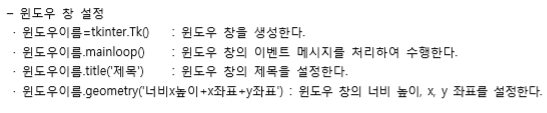 – 윈도우 창 설정
· 윈도우이름=tkinter.Tk() : 윈도우 창을 생성한다.
· 윈도우이름.mainloop() : 윈도우 창의 이벤트 메시지를 처리하여 수행한다.
· 윈도우이름.title('제목') : 윈도우 창의 제목을 설정한다.
· 윈도우이름.geometry('너비x높이+x좌표+y좌표') : 윈도우 창의 너비 높이, x, y 좌표를 설정한다.